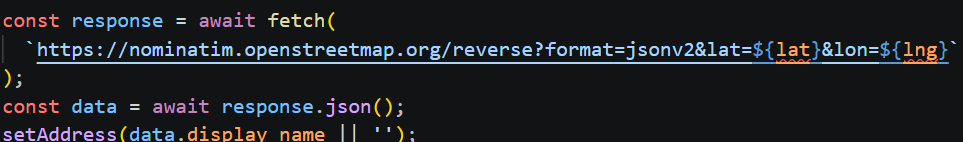 const response = await fetch(
`https://nominatim.openstreetmap.org/reverse?format=jsonv2&lat=${lat}&lon=${lng}`
);
const data = await response.json();
setAddress(data.display_name || '');